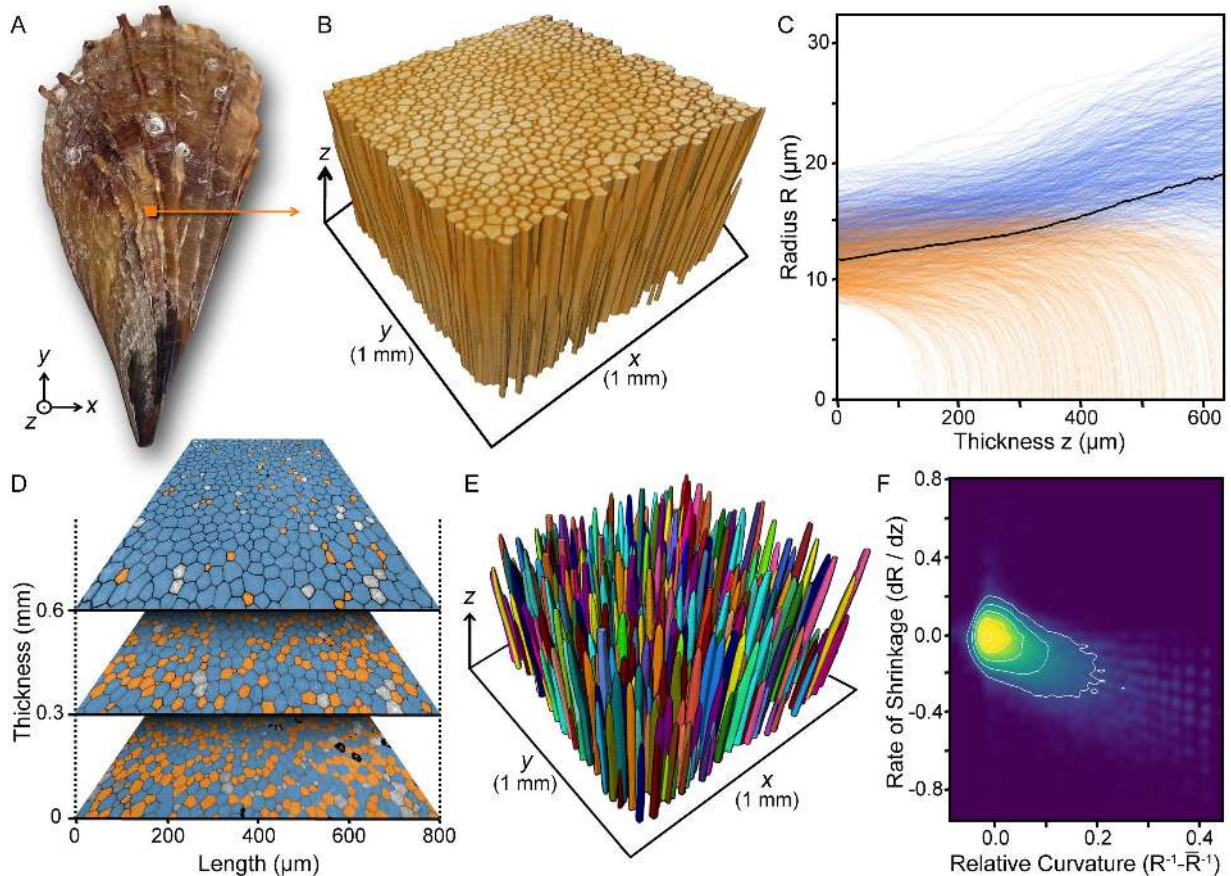 A
y
z
x
B
z
y
(1 mm)
x
(1 mm)
C
Radius R (µm)
30
20
10
0
0
200
400
600
Thickness z (µm)
D
Thickness (mm)
0.6
0.3
0
0
200
400
600
800
Length (µm)
E
z
y
(1 mm)
x
(1 mm)
F
Rate of Shrinkage (dR / dz)
0.8
0.4
0.0
-0.4
-0.8
0.0
0.2
0.4
Relative Curvature (R⁻¹-R̅⁻¹)